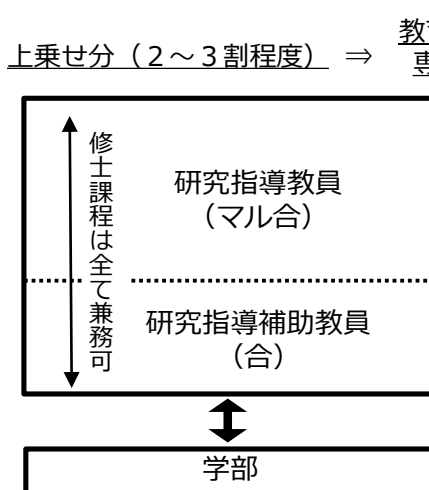 上乗せ分（２～３割程度） ⇒
修士課程は全て兼務可
研究指導教員
（マル合）
研究指導補助教員
（合）
学部